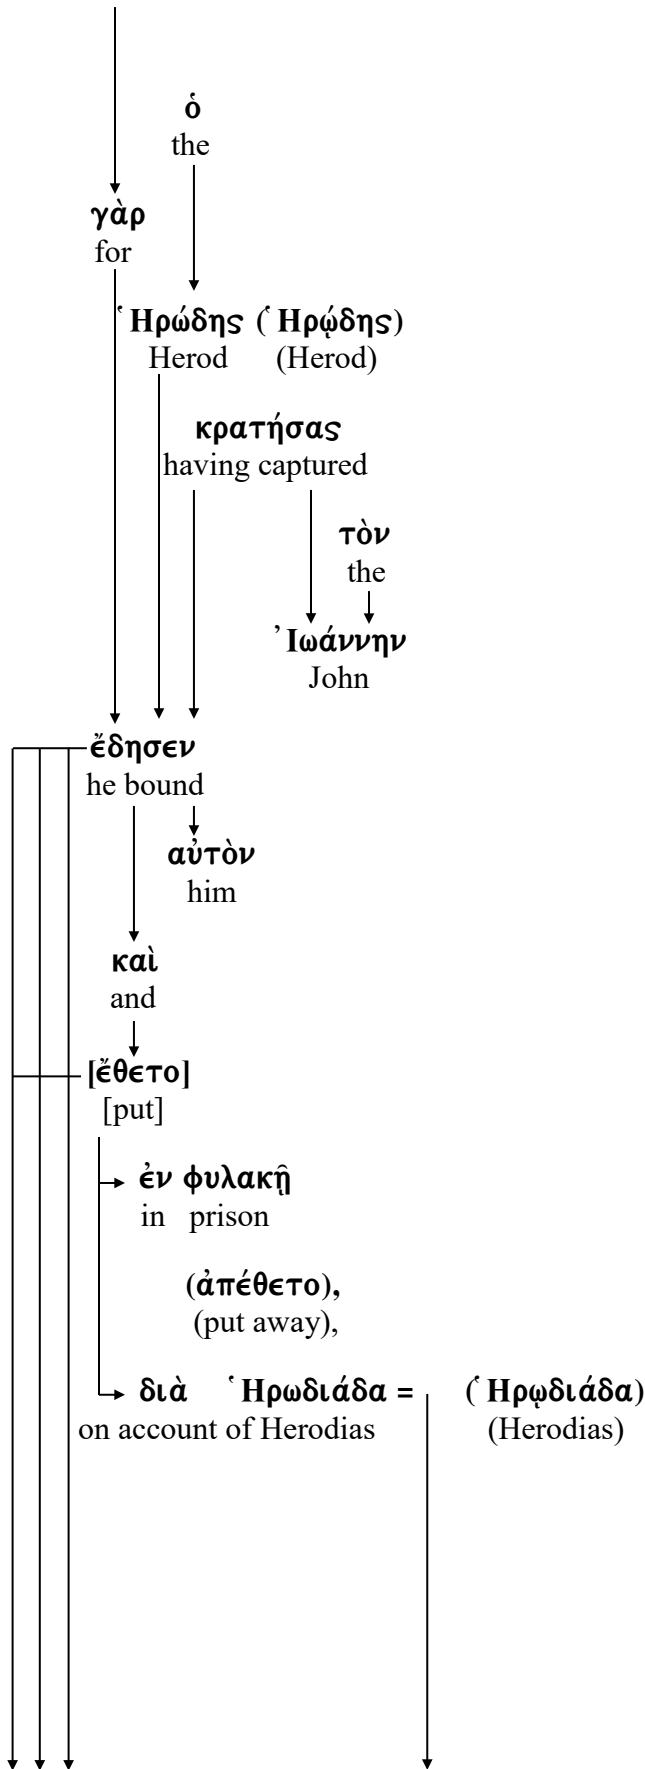 ὁ
the
γὰρ
for
Ἡρώδης (Ἡρῴδης)
Herod (Herod)
κρατήσας
having captured
τὸν
the
Ἰωάννην
John
ἔδησεν
he bound
αὐτὸν
him
καὶ
and
[ἔθετο]
[put]
ἐν φυλακῇ
in prison
(ἀπέθετο),
(put away),
διὰ Ἡρωδιάδα = (Ἡρῳδιάδα)
on account of Herodias (Herodias)